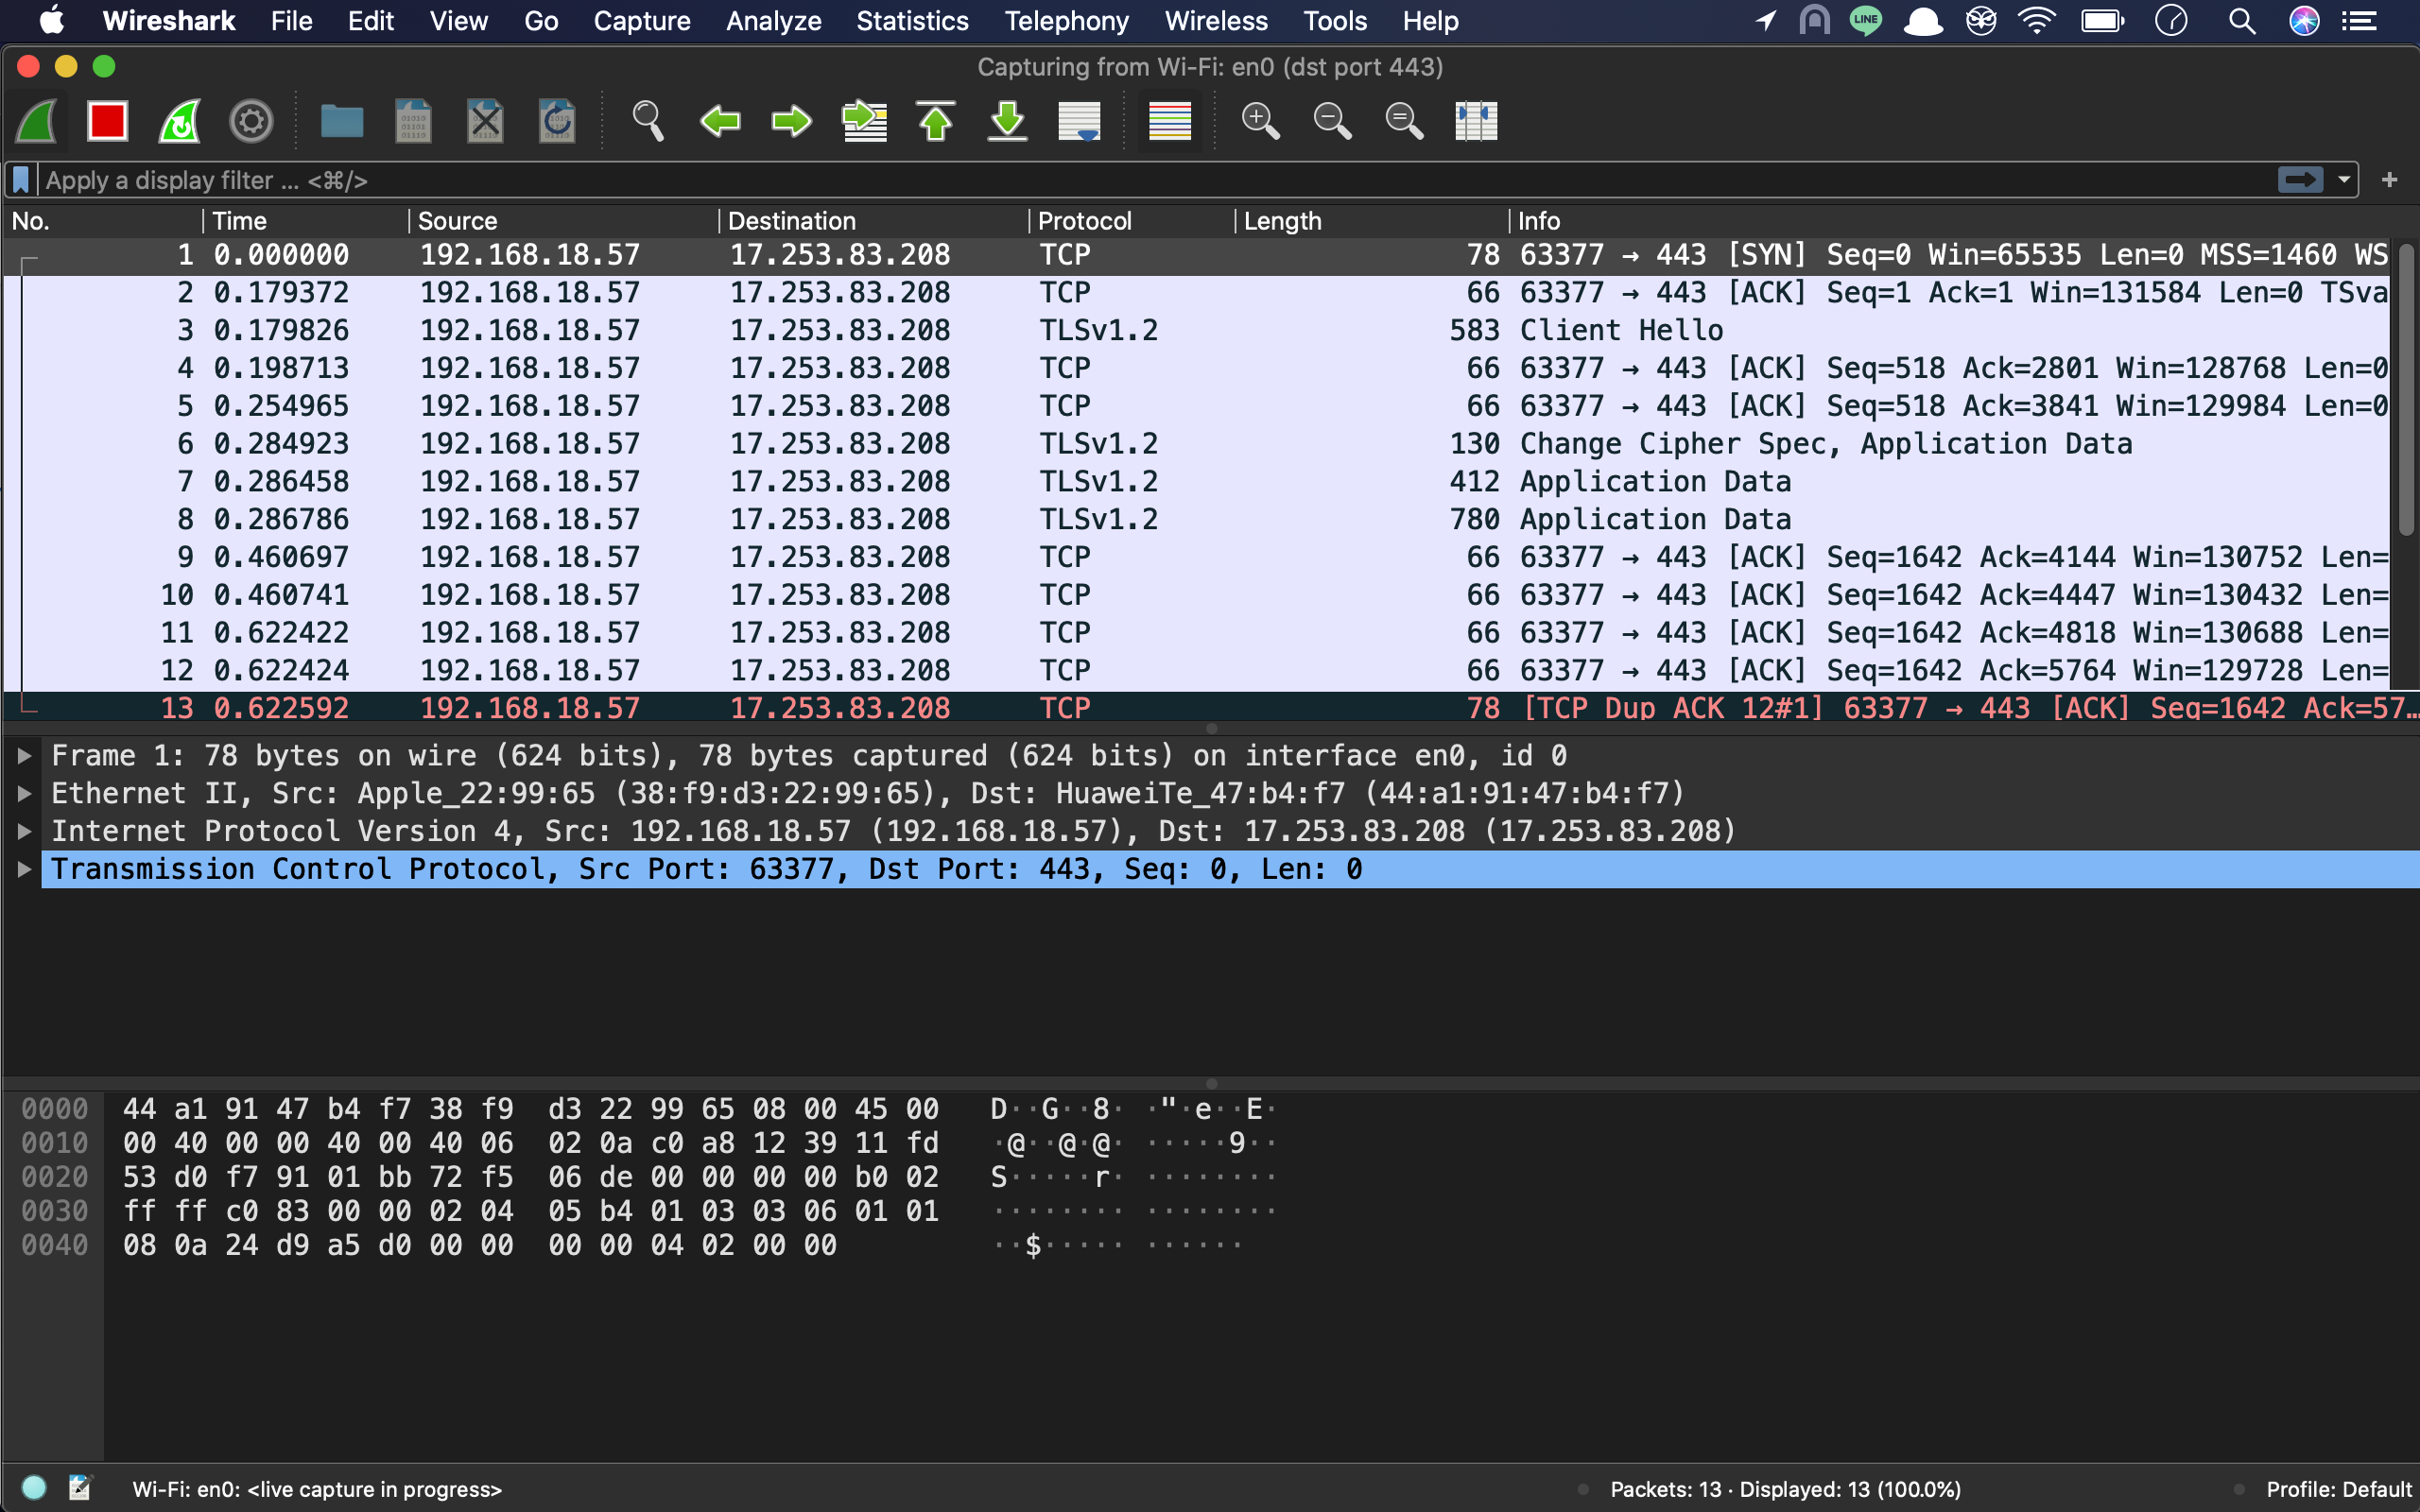 Wireshark File Edit View Go Capture Analyze Statistics Telephony Wireless Tools Help LINE
Capturing from Wi-Fi: en0 (dst port 443)
Apply a display filter ... <⌘/> +
No. Time Source Destination Protocol Length Info
1 0.000000 192.168.18.57 17.253.83.208 TCP 78 63377 → 443 [SYN] Seq=0 Win=65535 Len=0 MSS=1460 WS
2 0.179372 192.168.18.57 17.253.83.208 TCP 66 63377 → 443 [ACK] Seq=1 Ack=1 Win=131584 Len=0 TSva
3 0.179826 192.168.18.57 17.253.83.208 TLSv1.2 583 Client Hello
4 0.198713 192.168.18.57 17.253.83.208 TCP 66 63377 → 443 [ACK] Seq=518 Ack=2801 Win=128768 Len=0
5 0.254965 192.168.18.57 17.253.83.208 TCP 66 63377 → 443 [ACK] Seq=518 Ack=3841 Win=129984 Len=0
6 0.284923 192.168.18.57 17.253.83.208 TLSv1.2 130 Change Cipher Spec, Application Data
7 0.286458 192.168.18.57 17.253.83.208 TLSv1.2 412 Application Data
8 0.286786 192.168.18.57 17.253.83.208 TLSv1.2 780 Application Data
9 0.460697 192.168.18.57 17.253.83.208 TCP 66 63377 → 443 [ACK] Seq=1642 Ack=4144 Win=130752 Len=
10 0.460741 192.168.18.57 17.253.83.208 TCP 66 63377 → 443 [ACK] Seq=1642 Ack=4447 Win=130432 Len=
11 0.622422 192.168.18.57 17.253.83.208 TCP 66 63377 → 443 [ACK] Seq=1642 Ack=4818 Win=130688 Len=
12 0.622424 192.168.18.57 17.253.83.208 TCP 66 63377 → 443 [ACK] Seq=1642 Ack=5764 Win=129728 Len=
13 0.622592 192.168.18.57 17.253.83.208 TCP 78 [TCP Dup ACK 12#1] 63377 → 443 [ACK] Seq=1642 Ack=57…
Frame 1: 78 bytes on wire (624 bits), 78 bytes captured (624 bits) on interface en0, id 0
Ethernet II, Src: Apple_22:99:65 (38:f9:d3:22:99:65), Dst: HuaweiTe_47:b4:f7 (44:a1:91:47:b4:f7)
Internet Protocol Version 4, Src: 192.168.18.57 (192.168.18.57), Dst: 17.253.83.208 (17.253.83.208)
Transmission Control Protocol, Src Port: 63377, Dst Port: 443, Seq: 0, Len: 0
0000 44 a1 91 47 b4 f7 38 f9 d3 22 99 65 08 00 45 00 D··G··8· ·"·e··E·
0010 00 40 00 00 40 00 40 06 02 0a c0 a8 12 39 11 fd ·@··@·@· ·····9··
0020 53 d0 f7 91 01 bb 72 f5 06 de 00 00 00 00 b0 02 S·····r· ········
0030 ff ff c0 83 00 00 02 04 05 b4 01 03 03 06 01 01 ········ ········
0040 08 0a 24 d9 a5 d0 00 00 00 00 04 02 00 00 ··$····· ······
Wi-Fi: en0: <live capture in progress> Packets: 13 · Displayed: 13 (100.0%) Profile: Default